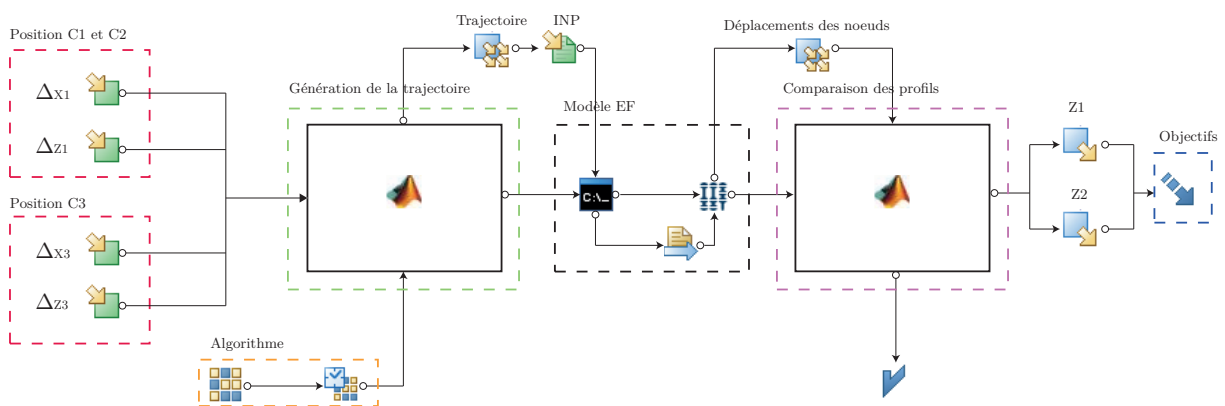 Position C1 et C2
ΔX1
ΔZ1
Position C3
ΔX3
ΔZ3
Algorithme
Génération de la trajectoire
Trajectoire
INP
Modèle EF
C:\_
Déplacements des noeuds
Comparaison des profils
Z1
Z2
Objectifs